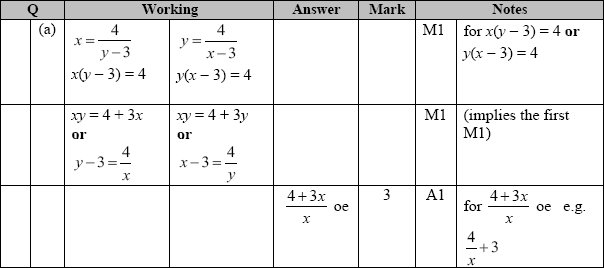 Q Working Answer Mark Notes
(a) x = 4/(y − 3) y = 4/(x − 3) M1 for x(y − 3) = 4 or
x(y − 3) = 4 y(x − 3) = 4 y(x − 3) = 4
xy = 4 + 3x xy = 4 + 3y M1 (implies the first
or or M1)
y − 3 = 4/x x − 3 = 4/y
(4 + 3x)/x oe 3 A1 for (4 + 3x)/x oe e.g.
4/x + 3